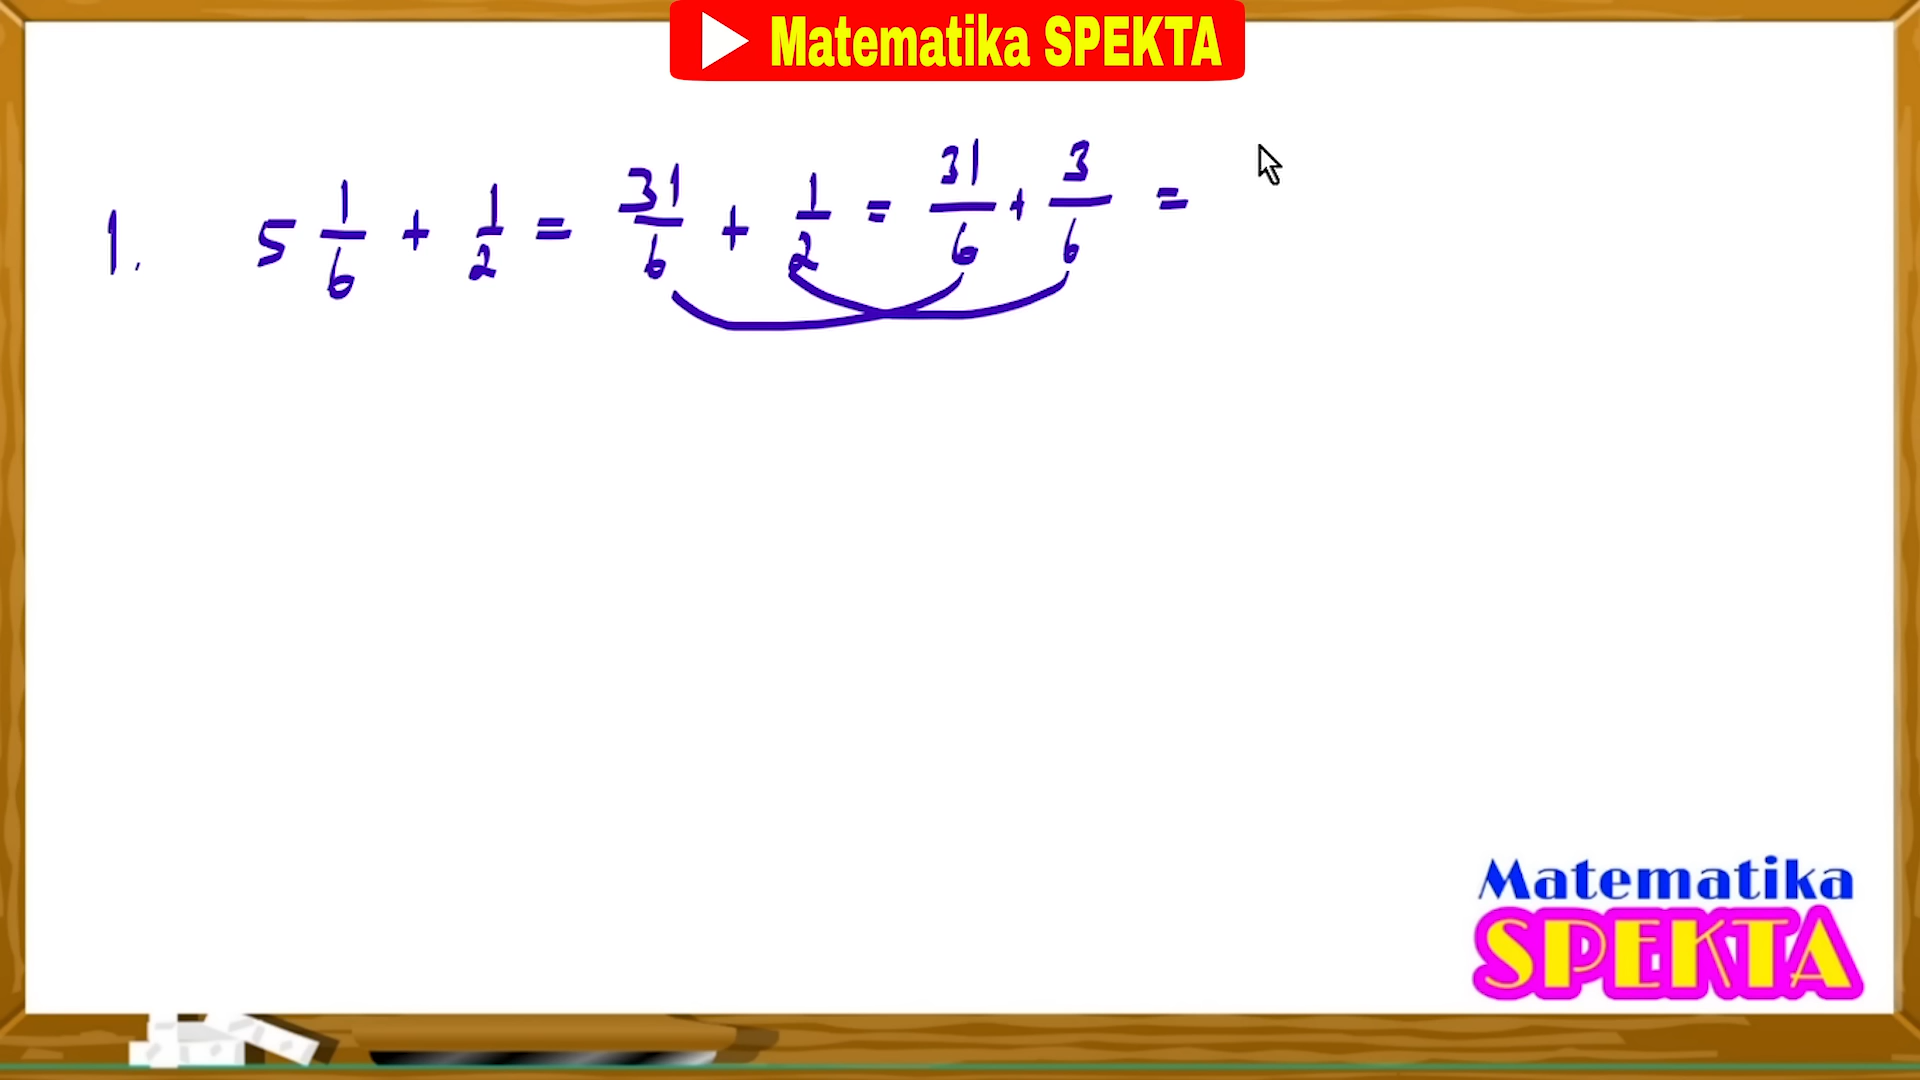 Matematika SPEKTA
1. 5 1/6 + 1/2 = 31/6 + 1/2 = 31/6 + 3/6 =
Matematika
SPEKTA